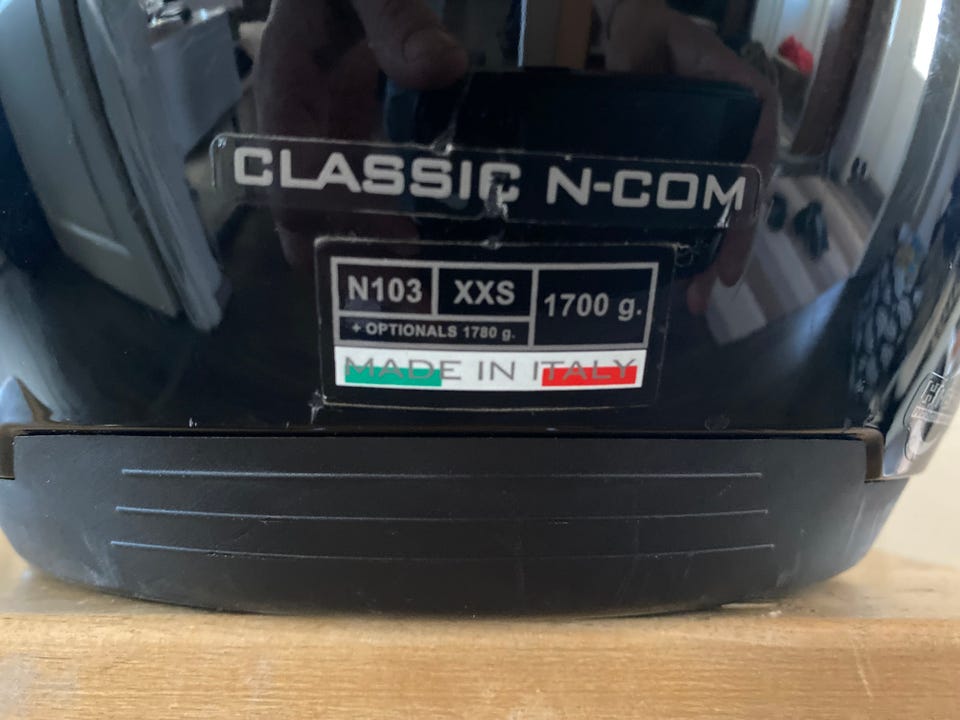 CLASSIC N-COM
N103 XXS 1700 g.
+ OPTIONALS 1780 g.
MADE IN ITALY